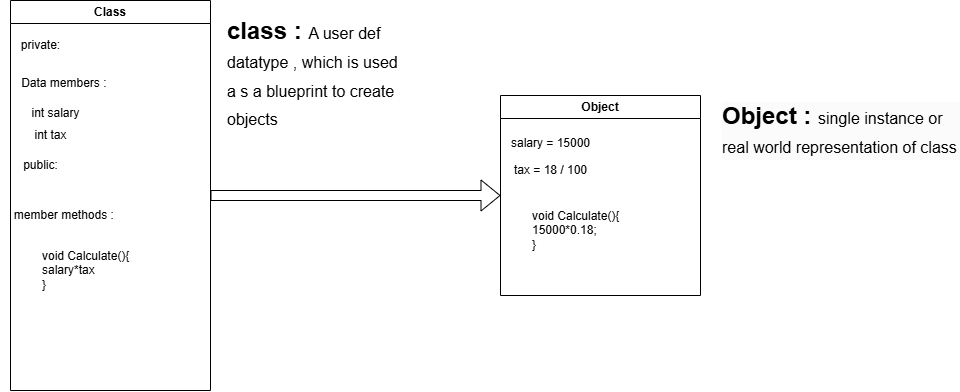 Class
private:
Data members :
int salary
int tax
public:
member methods :
void Calculate(){
salary*tax
}
class : A user def
datatype , which is used
a s a blueprint to create
objects
Object
salary = 15000
tax = 18 / 100
void Calculate(){
15000*0.18;
}
Object : single instance or
real world representation of class